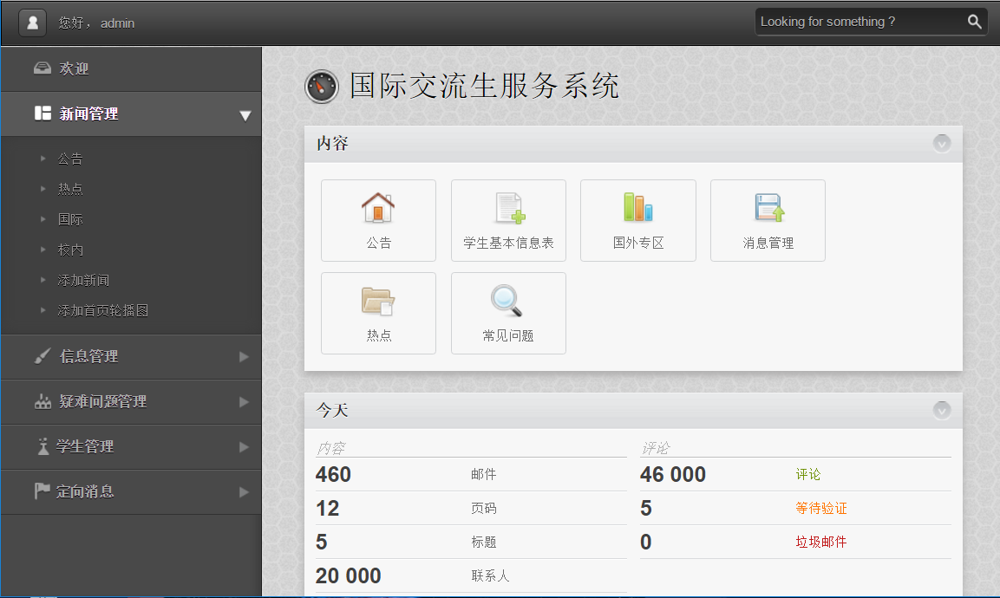 您好， admin
Looking for something ?
欢迎
新闻管理
公告
热点
国际
校内
添加新闻
添加首页轮播图
信息管理
疑难问题管理
学生管理
定向消息
国际交流生服务系统
内容
公告
学生基本信息表
国外专区
消息管理
热点
常见问题
今天
内容
460 邮件
12 页码
5 标题
20 000 联系人
评论
46 000 评论
5 等待验证
0 垃圾邮件